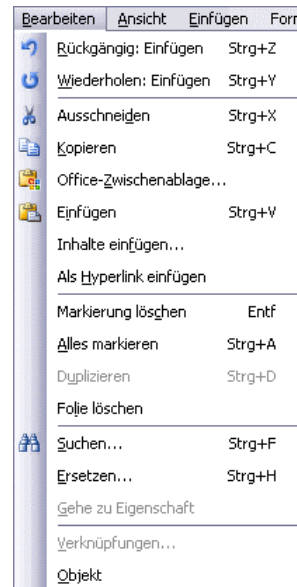 Bearbeiten Ansicht Einfügen For
Rückgängig: Einfügen Strg+Z
Wiederholen: Einfügen Strg+Y
Ausschneiden Strg+X
Kopieren Strg+C
Office-Zwischenablage...
Einfügen Strg+V
Inhalte einfügen...
Als Hyperlink einfügen
Markierung löschen Entf
Alles markieren Strg+A
Duplizieren Strg+D
Folie löschen
Suchen... Strg+F
Ersetzen... Strg+H
Gehe zu Eigenschaft
Verknüpfungen...
Objekt